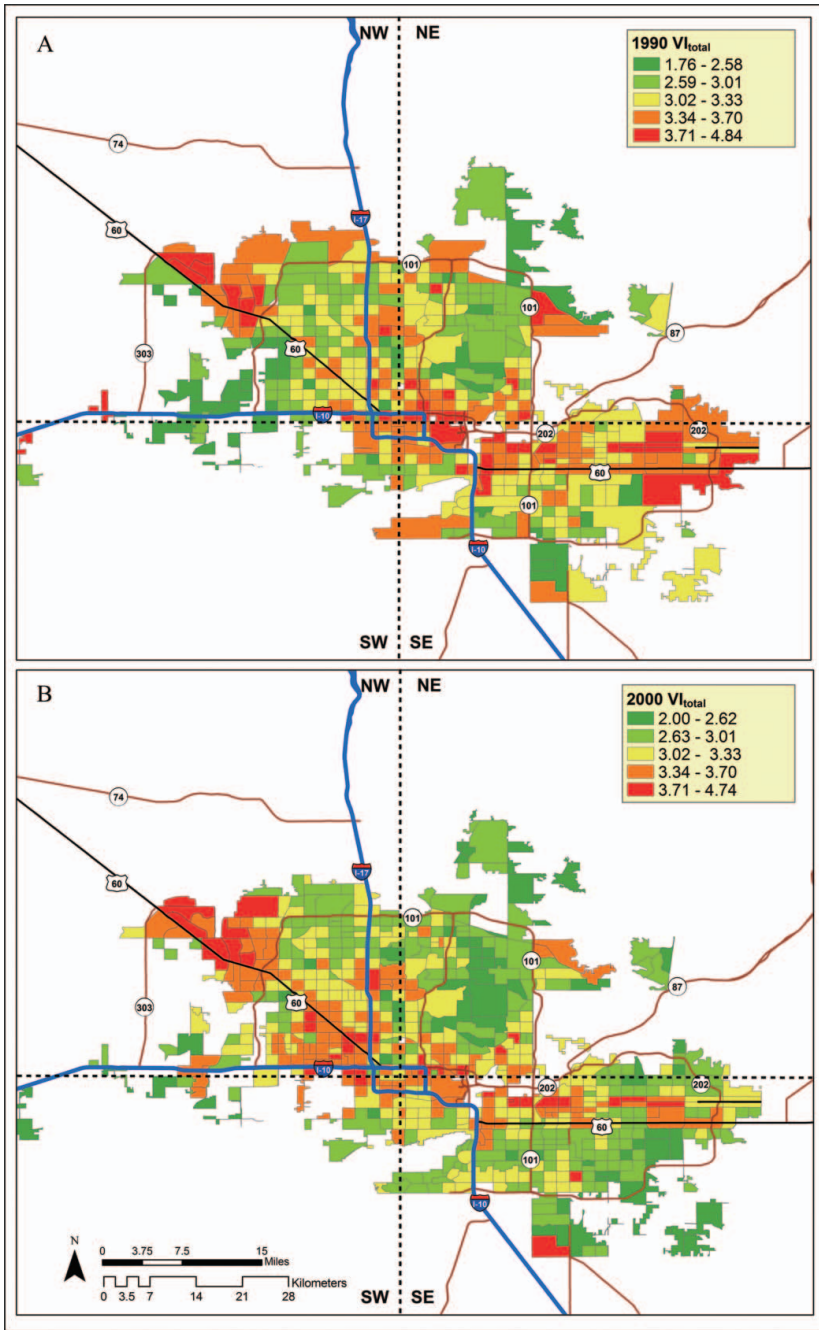 A
NW
NE
1990 VItotal
1.76 - 2.58
2.59 - 3.01
3.02 - 3.33
3.34 - 3.70
3.71 - 4.84
74
60
I-17
101
101
87
303
60
I-10
202
202
60
101
I-10
SW
SE
B
NW
NE
2000 VItotal
2.00 - 2.62
2.63 - 3.01
3.02 - 3.33
3.34 - 3.70
3.71 - 4.74
74
60
I-17
101
101
87
303
60
I-10
202
202
60
101
I-10
N
0 3.75 7.5 15
Miles
Kilometers
0 3.5 7 14 21 28
SW
SE